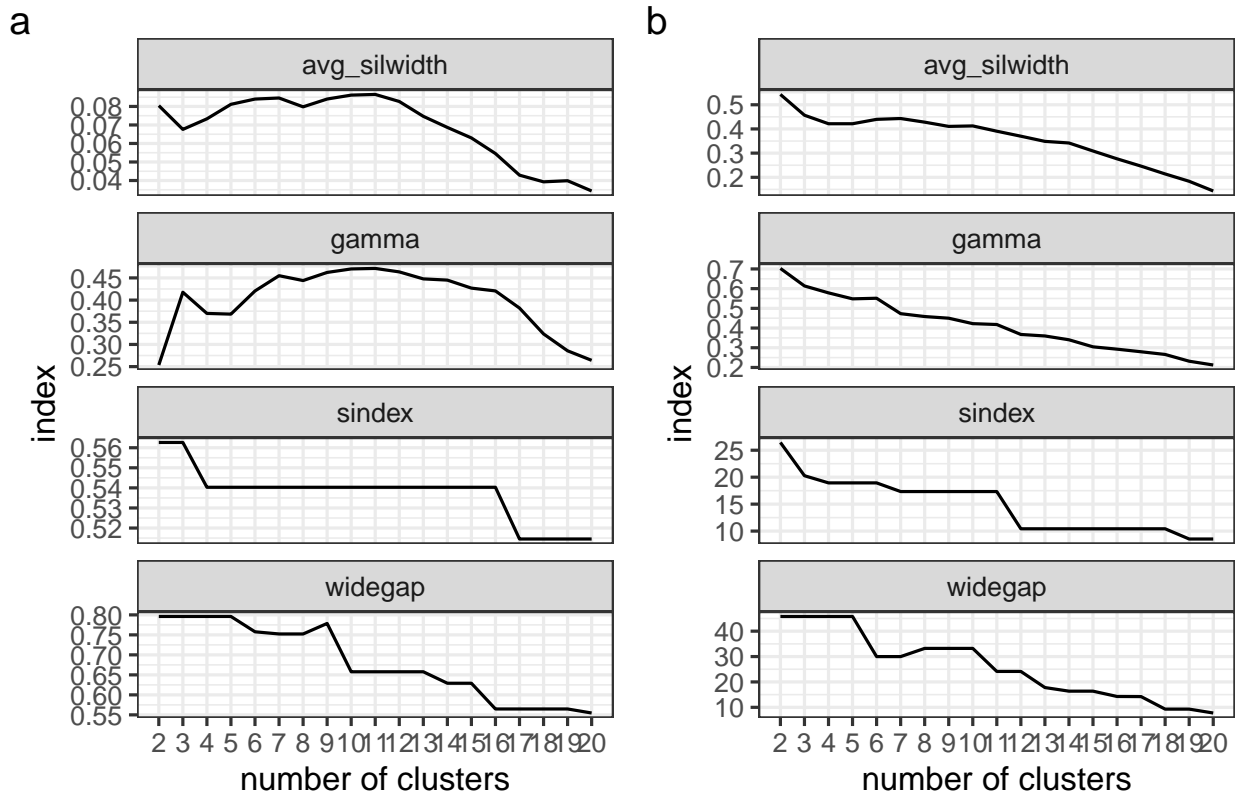 a
avg_silwidth
0.08
0.07
0.06
0.05
0.04
gamma
0.45
0.40
0.35
0.30
0.25
sindex
0.56
0.55
0.54
0.53
0.52
widegap
0.80
0.75
0.70
0.65
0.60
0.55
index
2 3 4 5 6 7 8 9 10 11 12 13 14 15 16 17 18 19 20
number of clusters
b
avg_silwidth
0.5
0.4
0.3
0.2
gamma
0.7
0.6
0.5
0.4
0.3
0.2
sindex
25
20
15
10
widegap
40
30
20
10
index
2 3 4 5 6 7 8 9 10 11 12 13 14 15 16 17 18 19 20
number of clusters